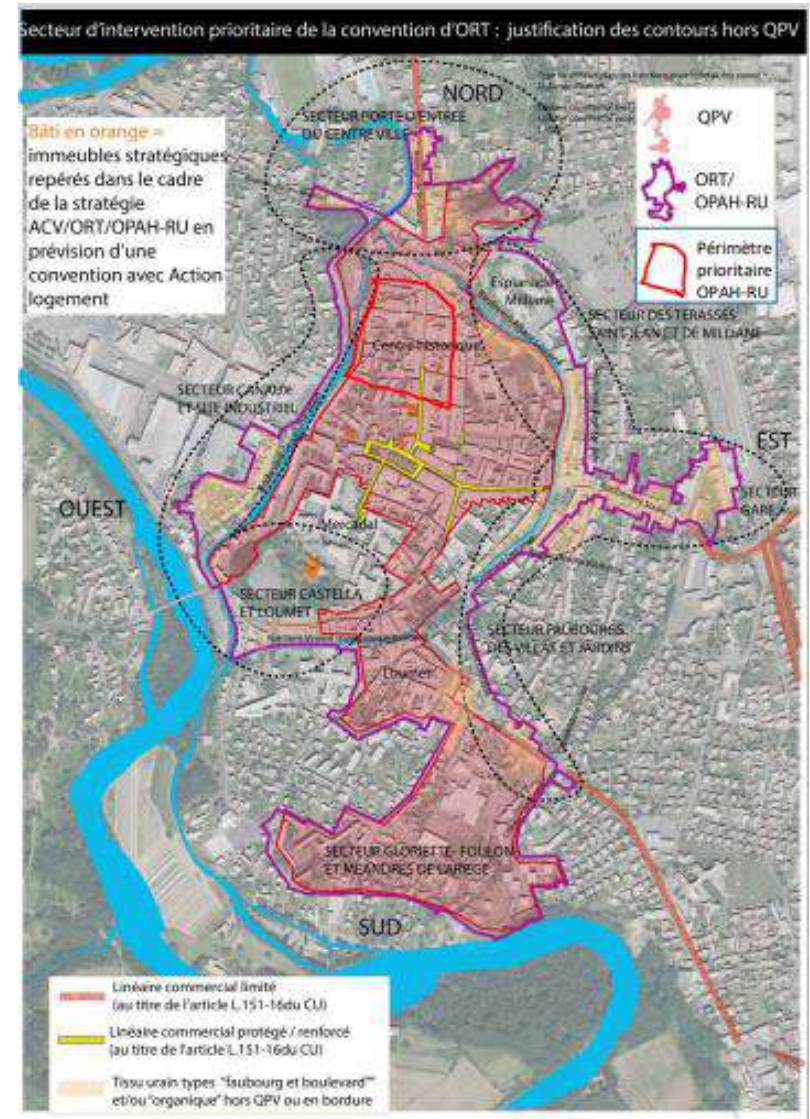 Secteur d'intervention prioritaire de la convention d'ORT : justification des contours hors QPV
NORD
SECTEUR PORTE D'ENTREE
DU CENTRE VILLE
Bâti en orange =
immeubles stratégiques
repérés dans le cadre
de la stratégie
ACV/ORT/OPAH-RU en
prévision d'une
convention avec Action
logement
QPV
ORT/
OPAH-RU
Périmètre
prioritaire
OPAH-RU
Esplanade
Milliane
SECTEUR DES TERASSES
SAINT JEAN ET DE MILLIANE
Centre historique
SECTEUR CANAUX
ET SITE INDUSTRIEL
EST
SECTEUR
GARE
OUEST
Mercadal
SECTEUR CASTELLA
ET LOUMET
SECTEUR FAUBOURGS,
DES VILLAS ET JARDINS
Loumet
SECTEUR GLORIETTE- FOULON
ET MEANDRES DE L'ARIEGE
SUD
Linéaire commercial limité
(au titre de l'article L.151-16du CU)
Linéaire commercial protégé / renforcé
(au titre de l'article L.151-16du CU)
Tissu urain types "faubourg et boulevard"
et/ou "organique" hors QPV ou en bordure